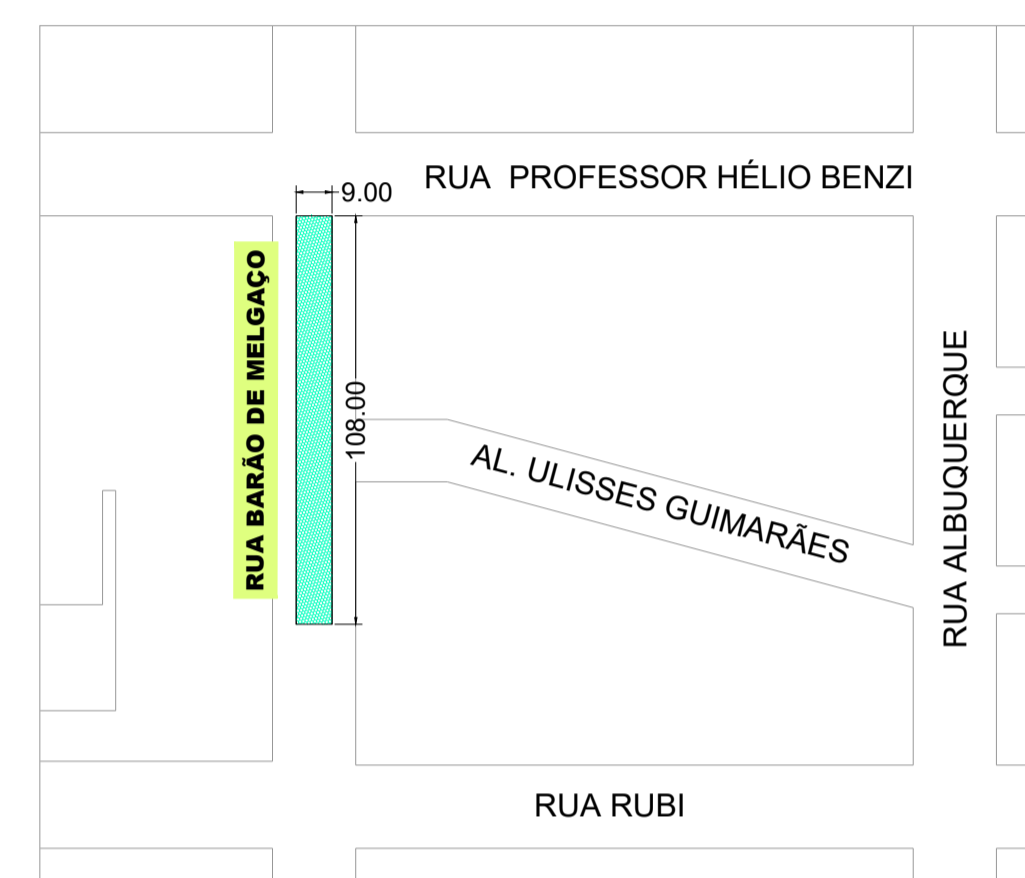 RUA PROFESSOR HÉLIO BENZI
9.00
RUA BARÃO DE MELGAÇO
108.00
AL. ULISSES GUIMARÃES
RUA ALBUQUERQUE
RUA RUBI